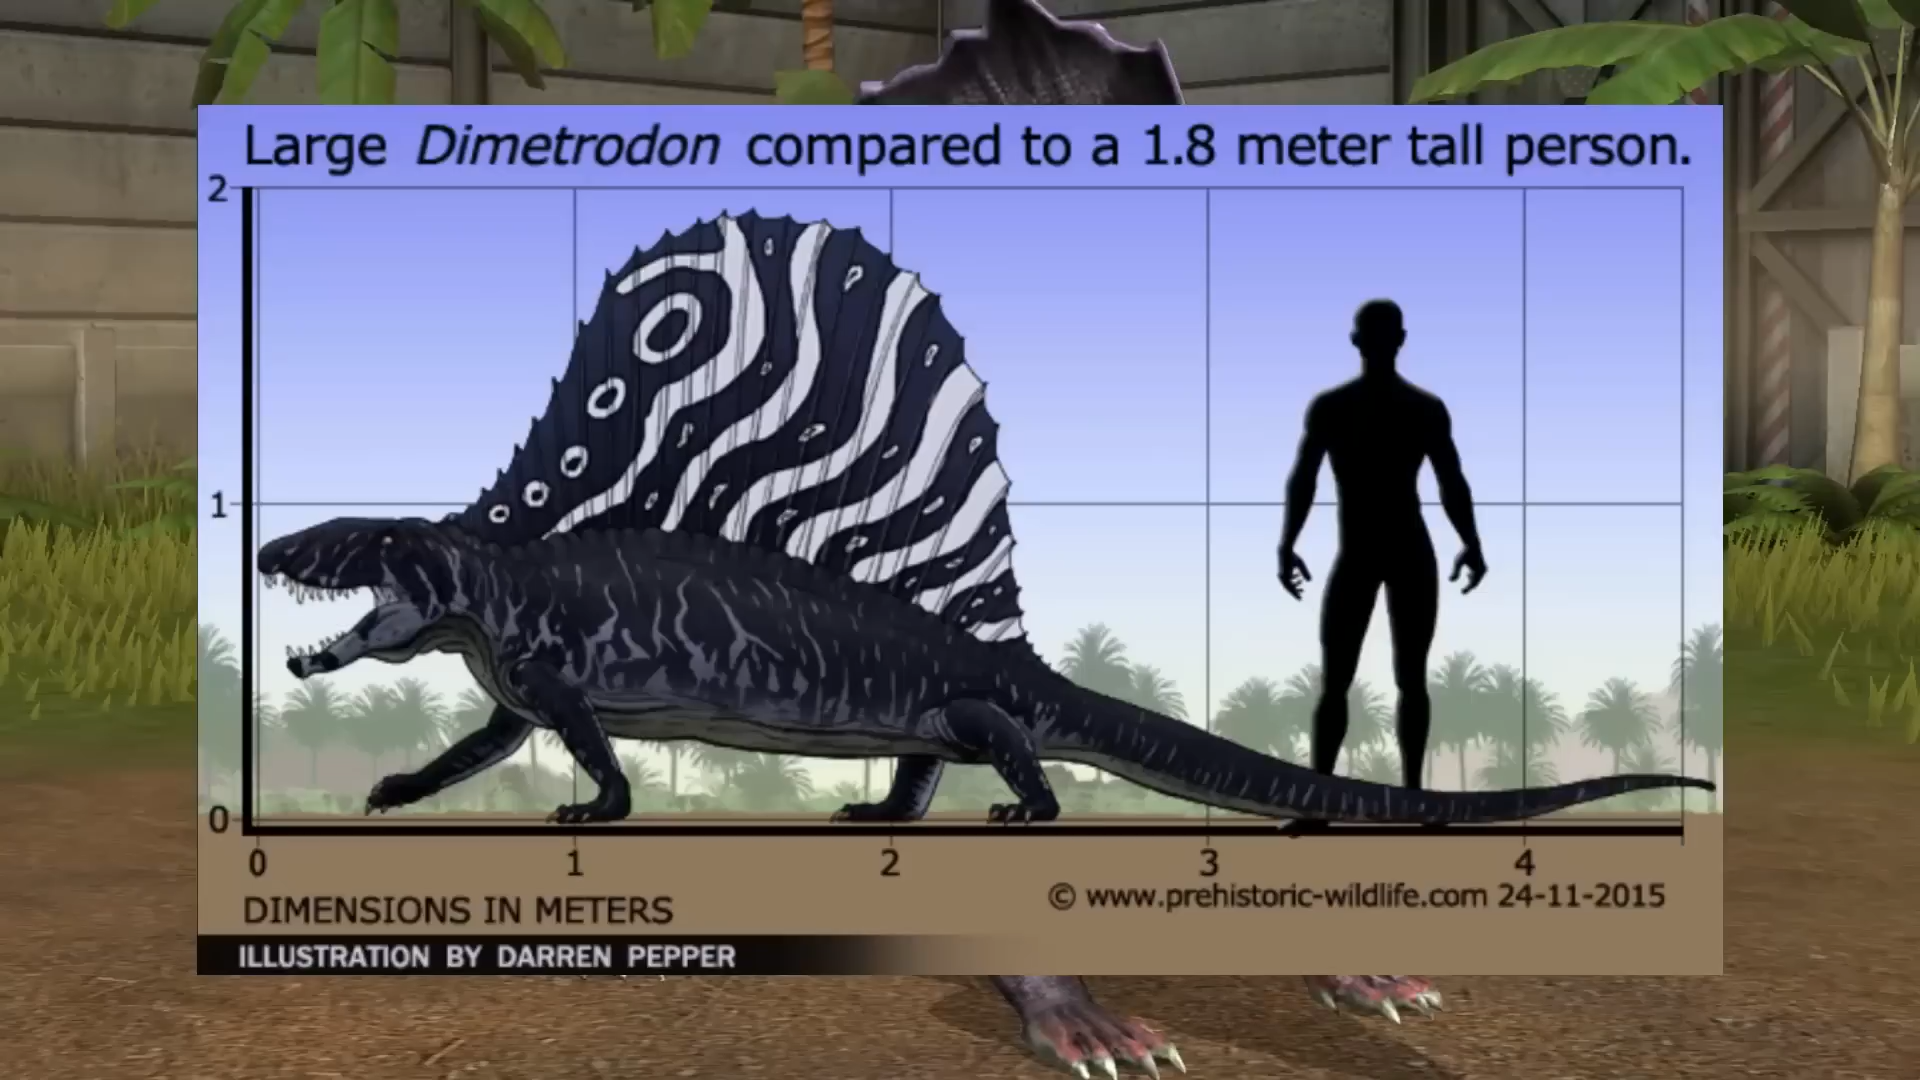 Large Dimetrodon compared to a 1.8 meter tall person.
2
1
0
0 1 2 3 4
DIMENSIONS IN METERS
© www.prehistoric-wildlife.com 24-11-2015
ILLUSTRATION BY DARREN PEPPER